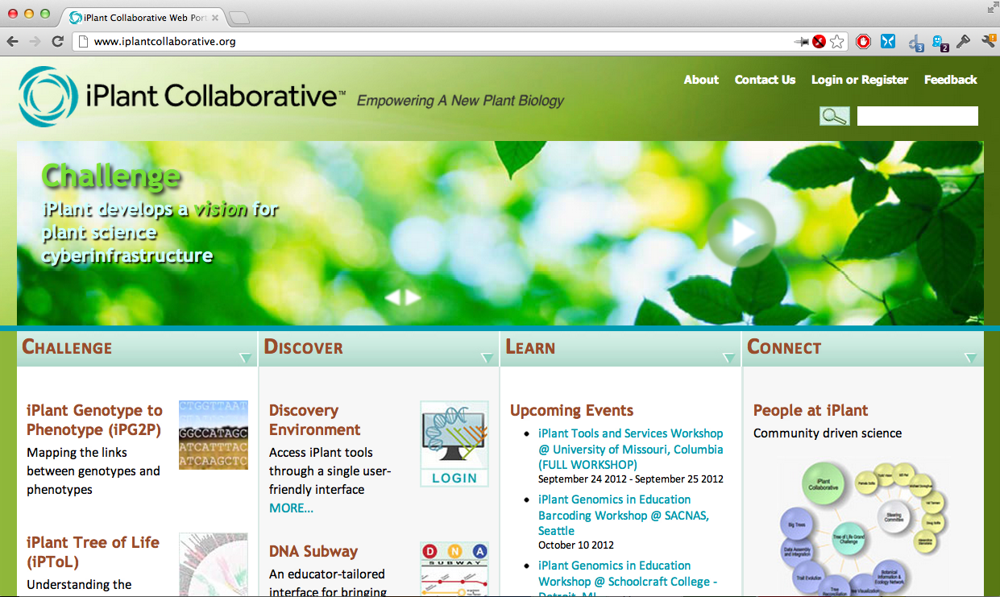 iPlant Collaborative Web Port
www.iplantcollaborative.org
3
2
iPlant Collaborative™ Empowering A New Plant Biology
About Contact Us Login or Register Feedback
Challenge
iPlant develops a vision for
plant science
cyberinfrastructure
CHALLENGE
DISCOVER
LEARN
CONNECT
iPlant Genotype to
Phenotype (iPG2P)
Mapping the links
between genotypes and
phenotypes
CTGGTTAAT
GGCCATAGC
ATCATTTAC
ATCAAGCTC
iPlant Tree of Life
(iPToL)
Understanding the
Discovery
Environment
Access iPlant tools
through a single user-
friendly interface
MORE...
LOGIN
DNA Subway
An educator-tailored
interface for bringing
D N A
SUBWAY
Upcoming Events
iPlant Tools and Services Workshop
@ University of Missouri, Columbia
(FULL WORKSHOP)
September 24 2012 - September 25 2012
iPlant Genomics in Education
Barcoding Workshop @ SACNAS,
Seattle
October 10 2012
iPlant Genomics in Education
Workshop @ Schoolcraft College -
Detroit, MI
People at iPlant
Community driven science
iPlant
Collaborative
Steering
Committee
Big Trees
Tree of Life Grand
Challenge
Data Assembly
and Integration
Trait Evolution
Botanical
Information &
Ecology Network
Tree
Reconciliation